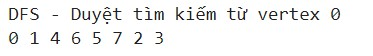 DFS - Duyệt tìm kiếm từ vertex 0
0 1 4 6 5 7 2 3